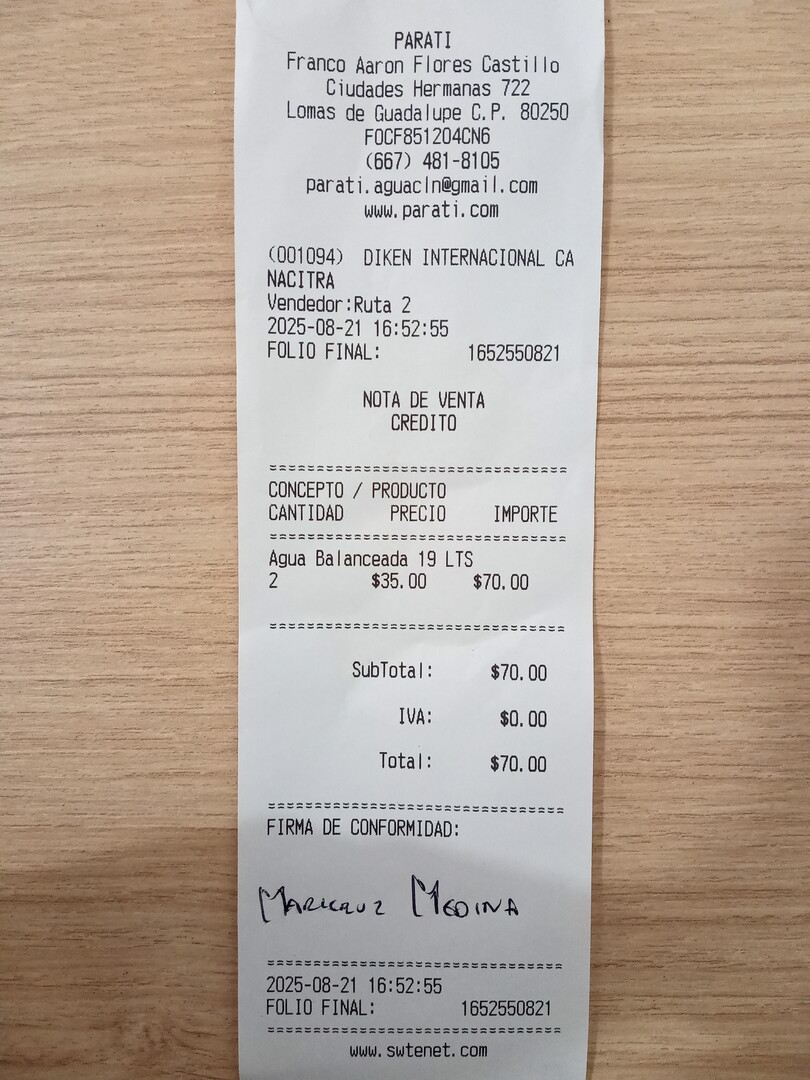 PARATI
Franco Aaron Flores Castillo
Ciudades Hermanas 722
Lomas de Guadalupe C.P. 80250
FOCF851204CN6
(667) 481-8105
parati.aguacln@gmail.com
www.parati.com
(001094) DIKEN INTERNACIONAL CA
NACITRA
Vendedor:Ruta 2
2025-08-21 16:52:55
FOLIO FINAL: 1652550821
NOTA DE VENTA
CREDITO
================================
CONCEPTO / PRODUCTO
CANTIDAD PRECIO IMPORTE
================================
Agua Balanceada 19 LTS
2 $35.00 $70.00
================================
SubTotal: $70.00
IVA: $0.00
Total: $70.00
================================
FIRMA DE CONFORMIDAD:
MARICRUZ MEDINA
================================
2025-08-21 16:52:55
FOLIO FINAL: 1652550821
================================
www.swtenet.com